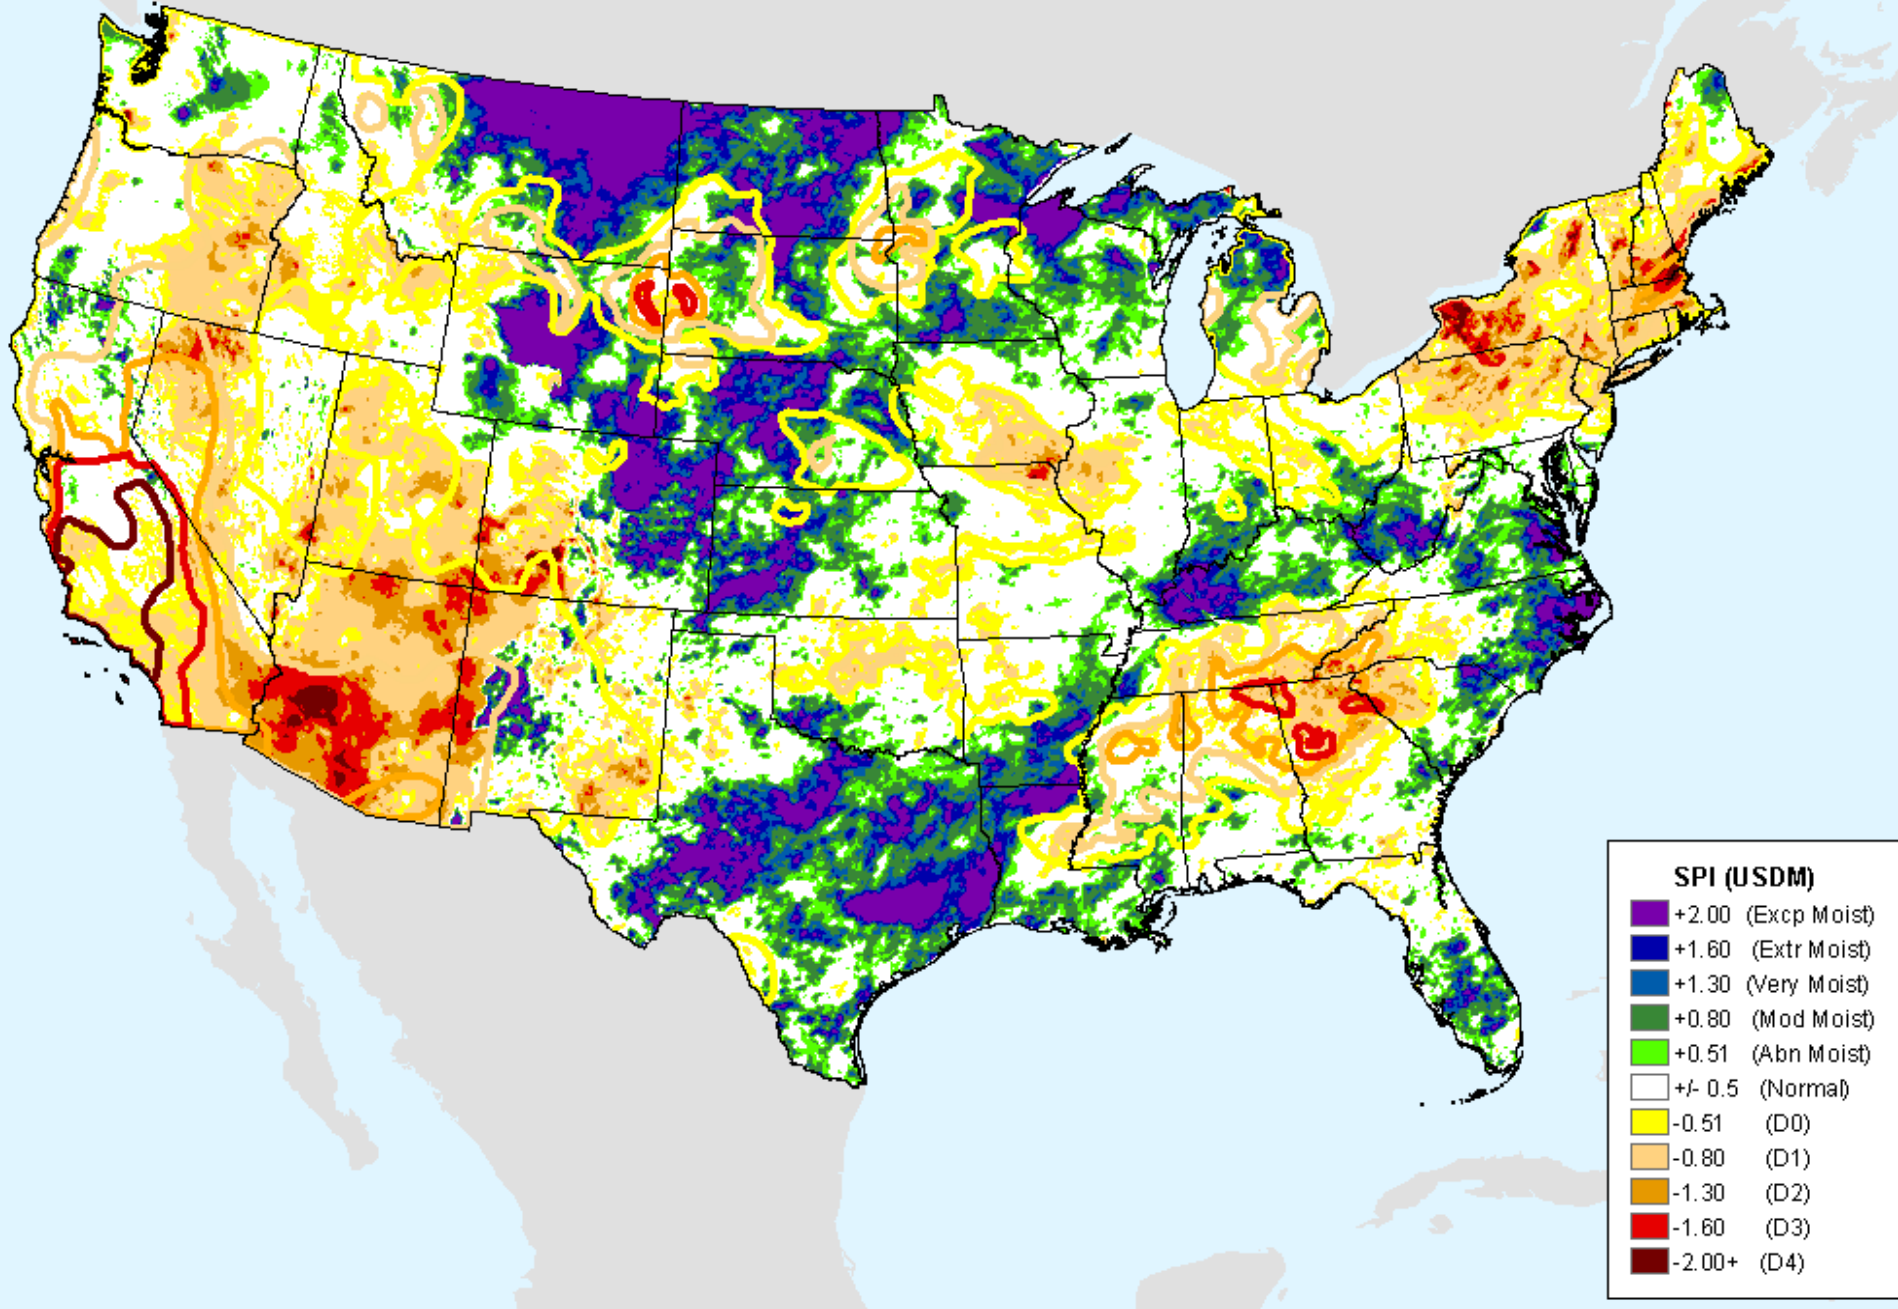 SPI (USDM)
+2.00 (Excp Moist)
+1.60 (Extr Moist)
+1.30 (Very Moist)
+0.80 (Mod Moist)
+0.51 (Abn Moist)
+/- 0.5 (Normal)
-0.51 (D0)
-0.80 (D1)
-1.30 (D2)
-1.60 (D3)
-2.00+ (D4)